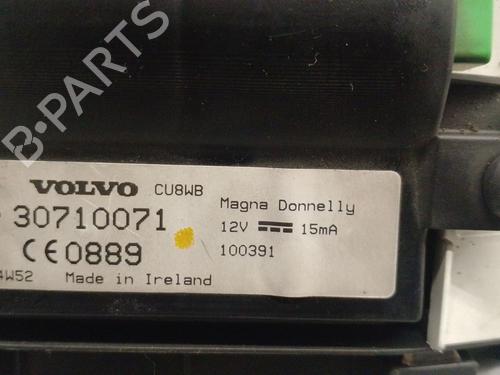 B-PARTS
VOLVO CU8WB
Magna Donnelly
30710071
12V 15mA
CE0889
100391
4W52 Made in Ireland